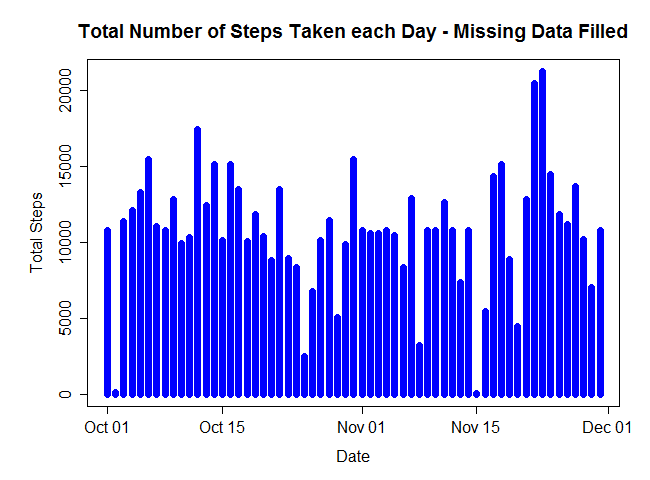 Total Number of Steps Taken each Day - Missing Data Filled
Total Steps
20000
15000
10000
5000
0
Oct 01 Oct 15 Nov 01 Nov 15 Dec 01
Date